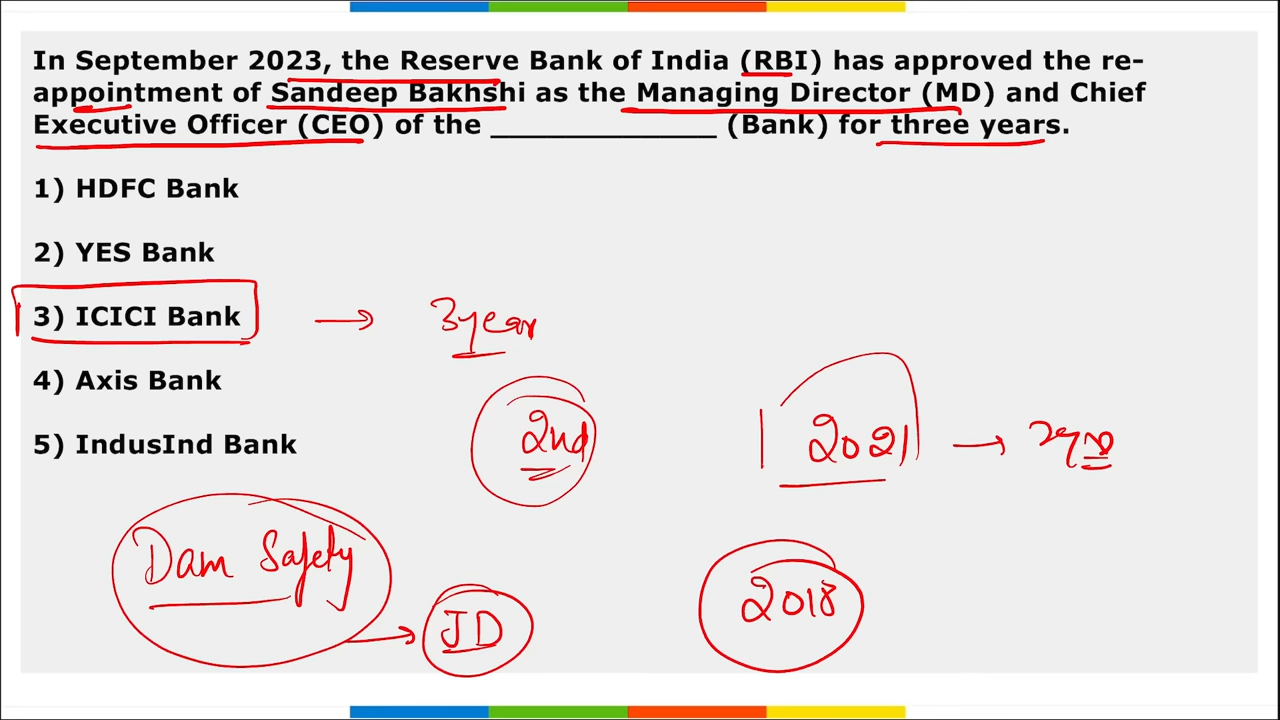 In September 2023, the Reserve Bank of India (RBI) has approved the re-
appointment of Sandeep Bakhshi as the Managing Director (MD) and Chief
Executive Officer (CEO) of the _______________ (Bank) for three years.
1) HDFC Bank
2) YES Bank
3) ICICI Bank → 3year
4) Axis Bank
5) IndusInd Bank
2nd
2021 →
Dam Safety
→ JD
2018